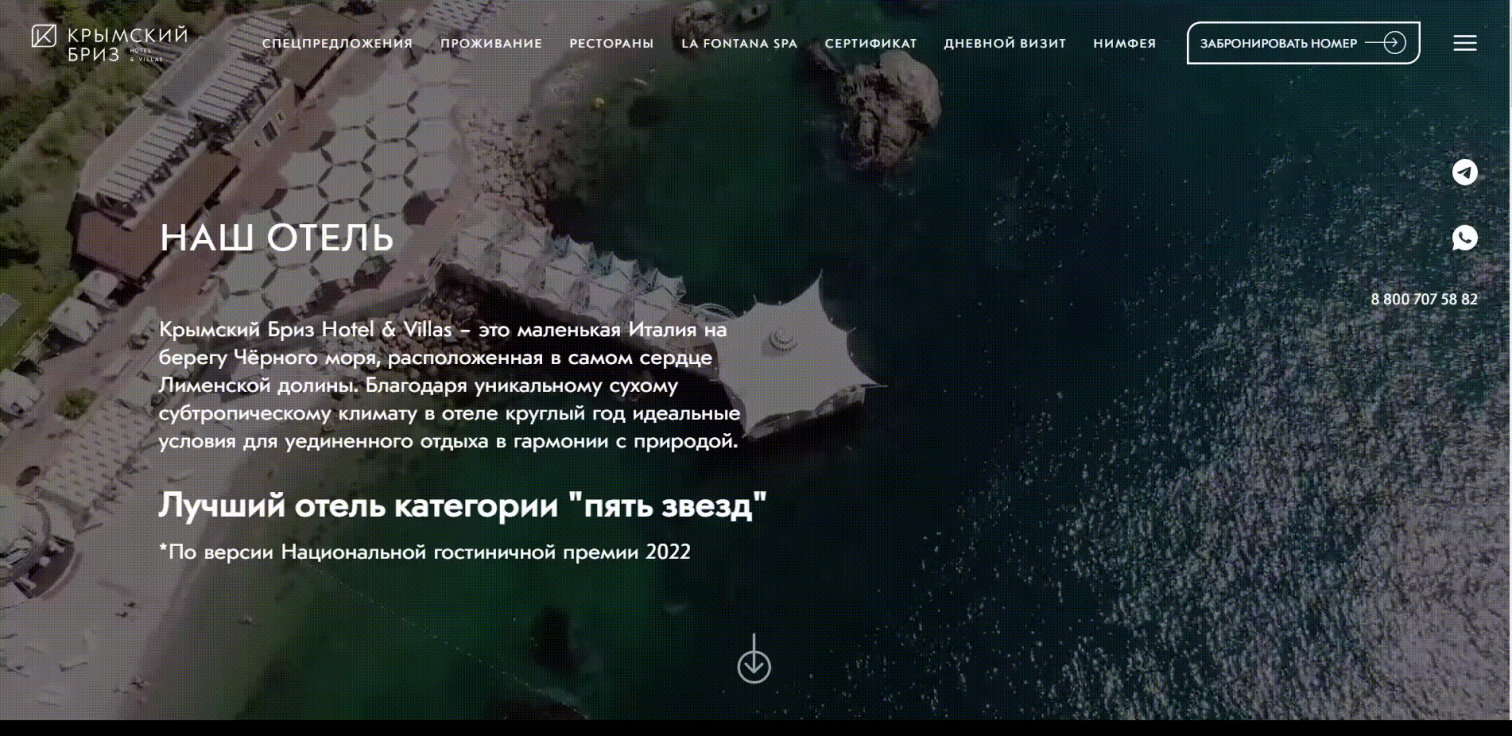 КРЫМСКИЙ
БРИЗ HOTEL
& VILLAS
СПЕЦПРЕДЛОЖЕНИЯ ПРОЖИВАНИЕ РЕСТОРАНЫ LA FONTANA SPA СЕРТИФИКАТ ДНЕВНОЙ ВИЗИТ НИМФЕЯ ЗАБРОНИРОВАТЬ НОМЕР
НАШ ОТЕЛЬ
8 800 707 58 82
Крымский Бриз Hotel & Villas – это маленькая Италия на
берегу Чёрного моря, расположенная в самом сердце
Лименской долины. Благодаря уникальному сухому
субтропическому климату в отеле круглый год идеальные
условия для уединенного отдыха в гармонии с природой.
Лучший отель категории "пять звезд"
*По версии Национальной гостиничной премии 2022